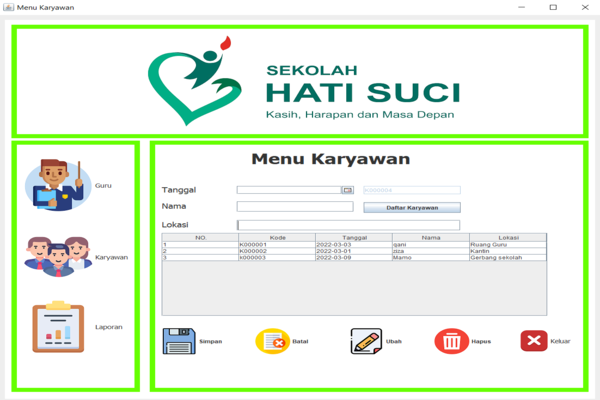 Menu Karyawan
SEKOLAH
HATI SUCI
Kasih, Harapan dan Masa Depan
Menu Karyawan
Guru
Karyawan
Laporan
Tanggal
K000004
Nama
Daftar Karyawan
Lokasi
NO. Kode Tanggal Nama Lokasi
1 K000001 2022-03-03 qam Ruang Guru
2 K000002 2022-03-01 ziza Kantin
3 k000003 2022-03-09 Marno Gerbang sekolah
Simpan Batal Ubah Hapus Keluar